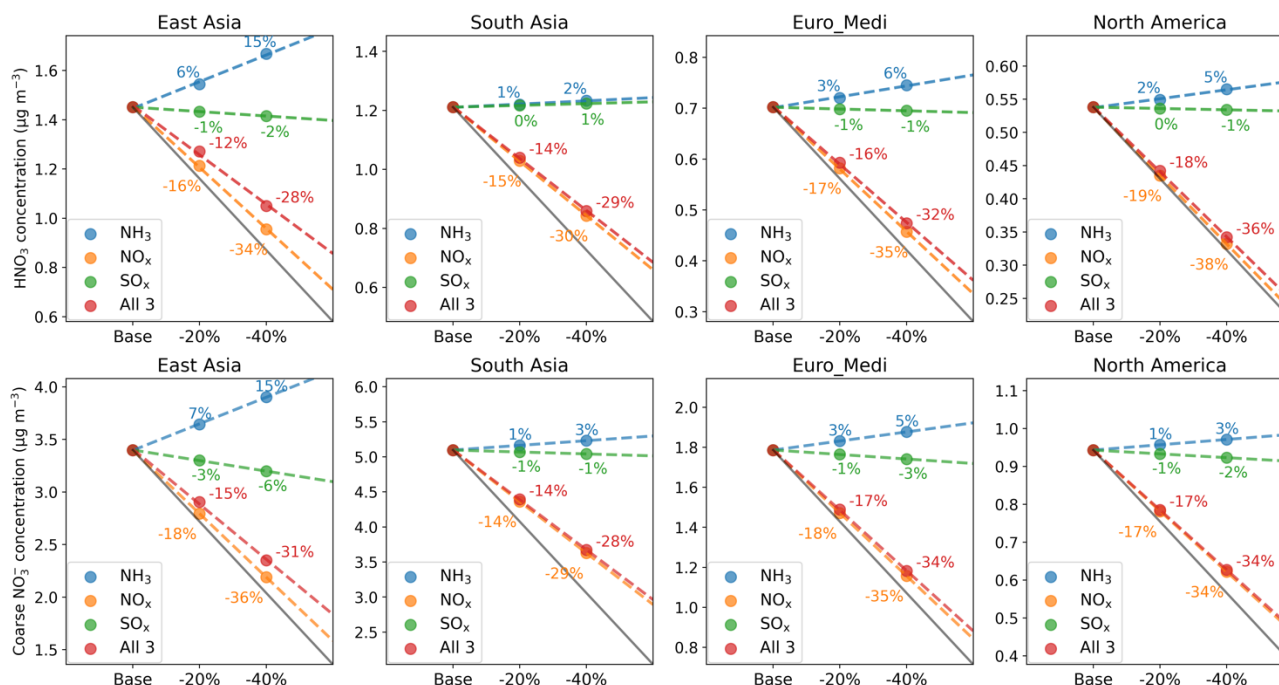 East Asia
South Asia
Euro_Medi
North America
HNO₃ concentration (μg m⁻³)
1.6
1.4
1.2
1.0
0.8
0.6
15%
6%
-1%
-2%
-12%
-16%
-28%
-34%
NH₃
NOₓ
SOₓ
All 3
Base -20% -40%
1.4
1.2
1.0
0.8
0.6
1%
2%
0%
1%
-14%
-15%
-29%
-30%
NH₃
NOₓ
SOₓ
All 3
Base -20% -40%
0.8
0.7
0.6
0.5
0.4
0.3
6%
3%
-1%
-1%
-16%
-17%
-32%
-35%
NH₃
NOₓ
SOₓ
All 3
Base -20% -40%
0.60
0.55
0.50
0.45
0.40
0.35
0.30
0.25
5%
2%
0%
-1%
-18%
-19%
-36%
-38%
NH₃
NOₓ
SOₓ
All 3
Base -20% -40%
East Asia
South Asia
Euro_Medi
North America
Coarse NO₃⁻ concentration (μg m⁻³)
4.0
3.5
3.0
2.5
2.0
1.5
15%
7%
-3%
-6%
-15%
-18%
-31%
-36%
NH₃
NOₓ
SOₓ
All 3
Base -20% -40%
6.0
5.5
5.0
4.5
4.0
3.5
3.0
2.5
1%
3%
-1%
-1%
-14%
-14%
-28%
-29%
NH₃
NOₓ
SOₓ
All 3
Base -20% -40%
2.0
1.8
1.6
1.4
1.2
1.0
0.8
3%
5%
-1%
-3%
-17%
-18%
-34%
-35%
NH₃
NOₓ
SOₓ
All 3
Base -20% -40%
1.1
1.0
0.9
0.8
0.7
0.6
0.5
0.4
1%
3%
-1%
-2%
-17%
-17%
-34%
-34%
NH₃
NOₓ
SOₓ
All 3
Base -20% -40%